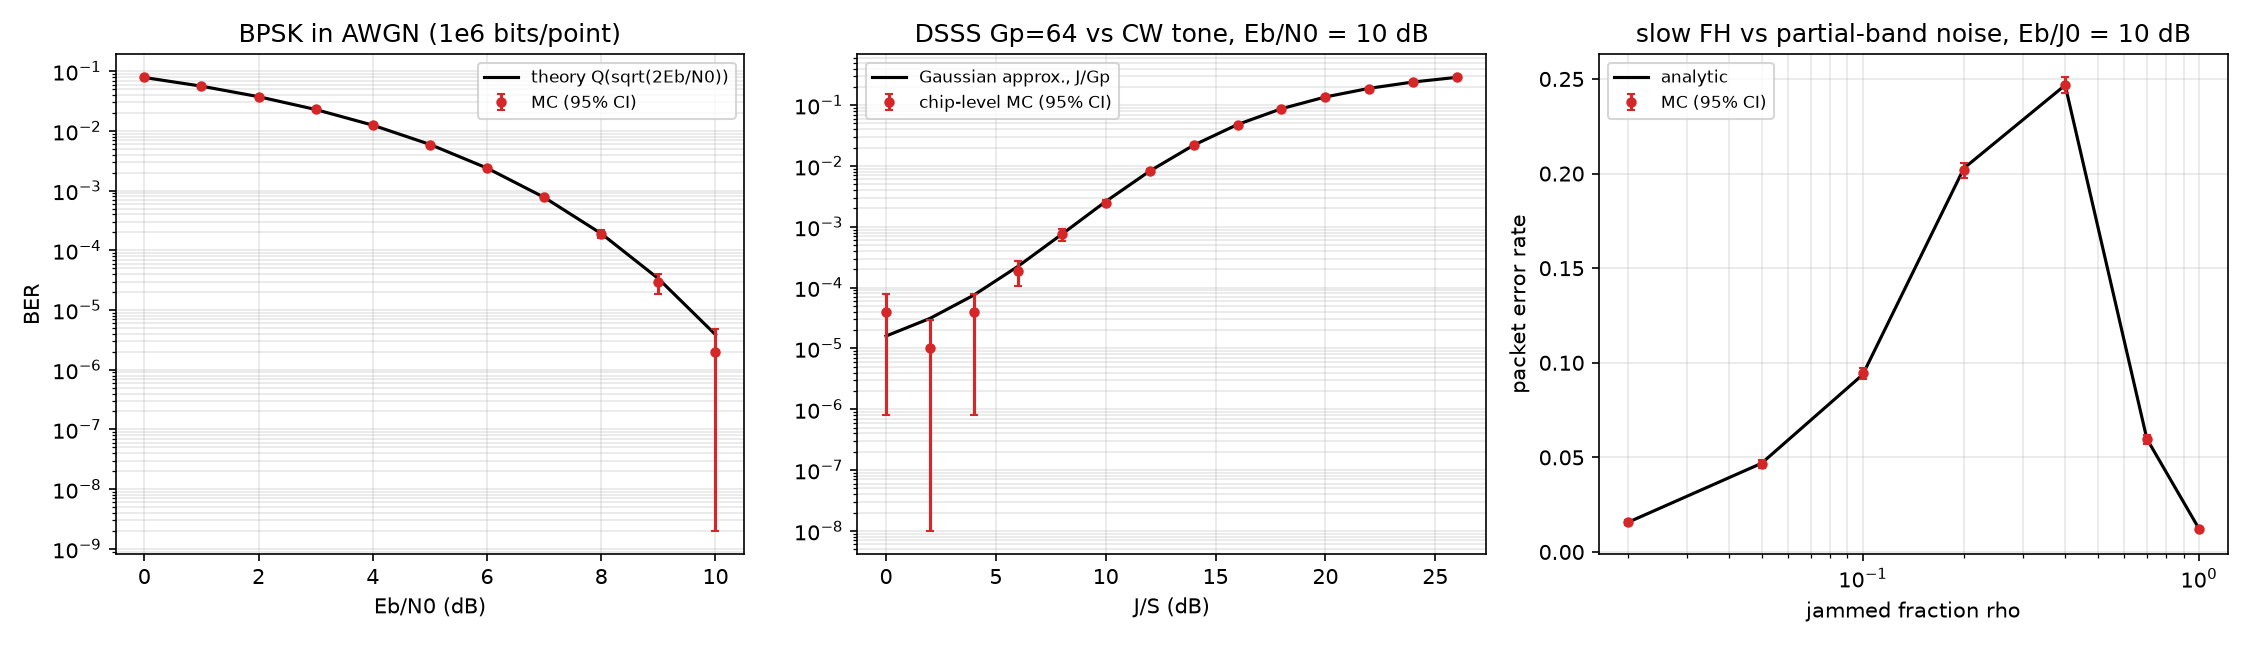 BPSK in AWGN (1e6 bits/point)
theory Q(sqrt(2Eb/N0))
MC (95% CI)
BER
10⁻¹
10⁻²
10⁻³
10⁻⁴
10⁻⁵
10⁻⁶
10⁻⁷
10⁻⁸
10⁻⁹
0 2 4 6 8 10
Eb/N0 (dB)
DSSS Gp=64 vs CW tone, Eb/N0 = 10 dB
Gaussian approx., J/Gp
chip-level MC (95% CI)
10⁻¹
10⁻²
10⁻³
10⁻⁴
10⁻⁵
10⁻⁶
10⁻⁷
10⁻⁸
0 5 10 15 20 25
J/S (dB)
slow FH vs partial-band noise, Eb/J0 = 10 dB
analytic
MC (95% CI)
packet error rate
0.25
0.20
0.15
0.10
0.05
0.00
10⁻¹ 10⁰
jammed fraction rho